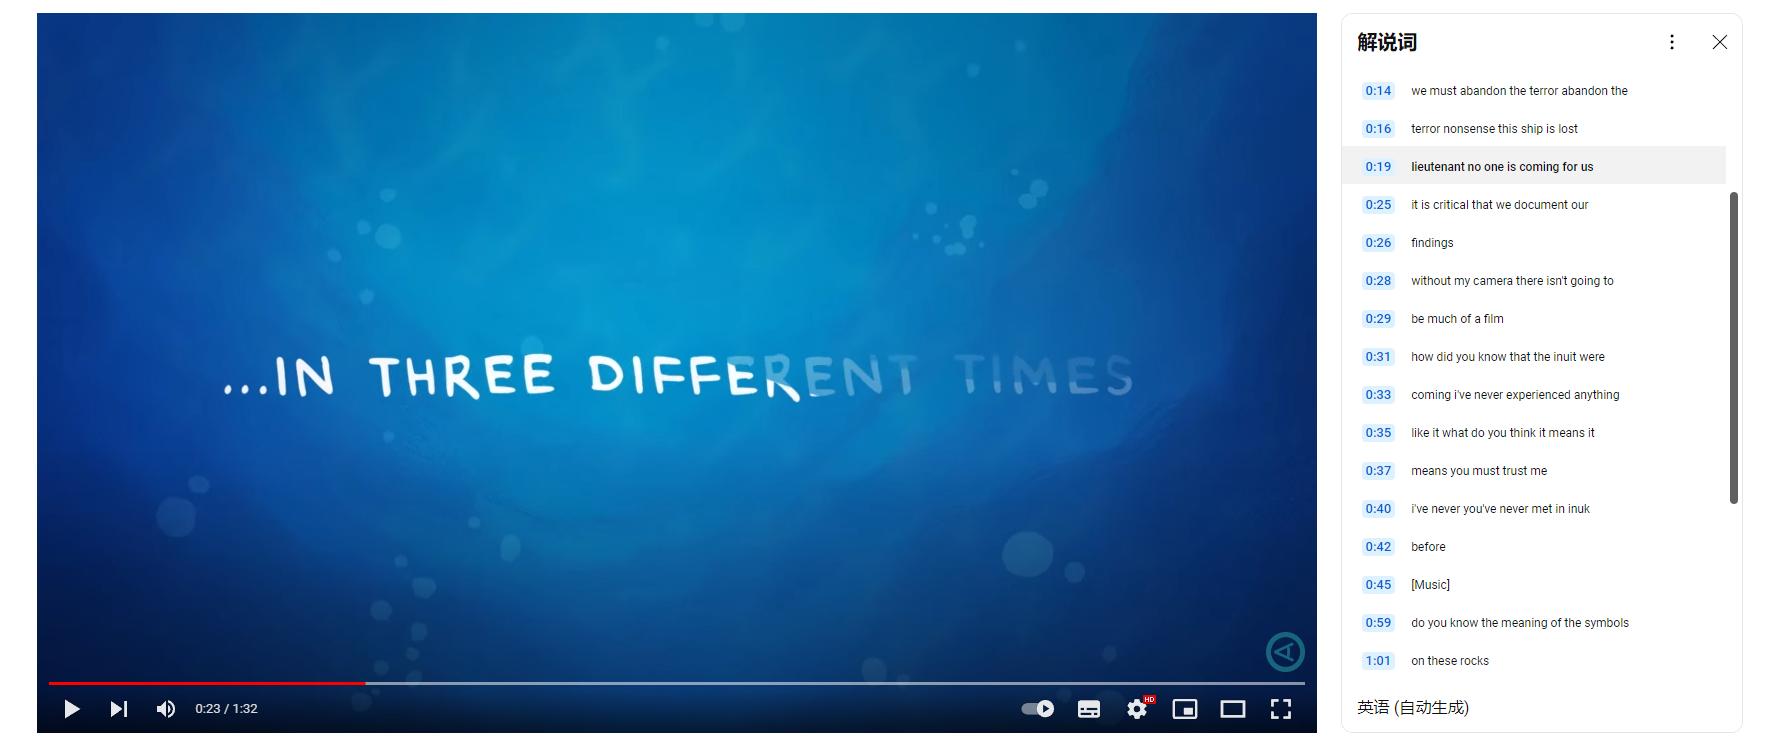 ...IN THREE DIFFERENT TIMES
HD
0:23 / 1:32
解说词
0:14 we must abandon the terror abandon the
0:16 terror nonsense this ship is lost
0:19 lieutenant no one is coming for us
0:25 it is critical that we document our
0:26 findings
0:28 without my camera there isn't going to
0:29 be much of a film
0:31 how did you know that the inuit were
0:33 coming i've never experienced anything
0:35 like it what do you think it means it
0:37 means you must trust me
0:40 i've never you've never met in inuk
0:42 before
0:45 [Music]
0:59 do you know the meaning of the symbols
1:01 on these rocks
英语 (自动生成)